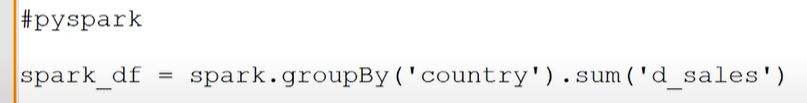 #pyspark
spark_df = spark.groupBy('country').sum('d_sales')